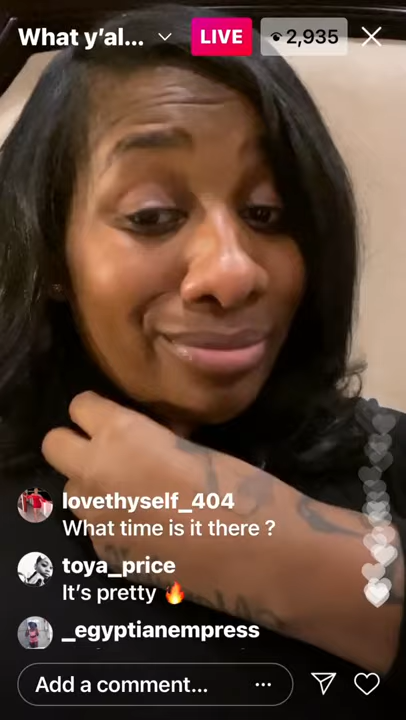 What y'al... LIVE 2,935
lovethyself_404
What time is it there ?
toya_price
It's pretty 🔥
_egyptianempress
Add a comment...